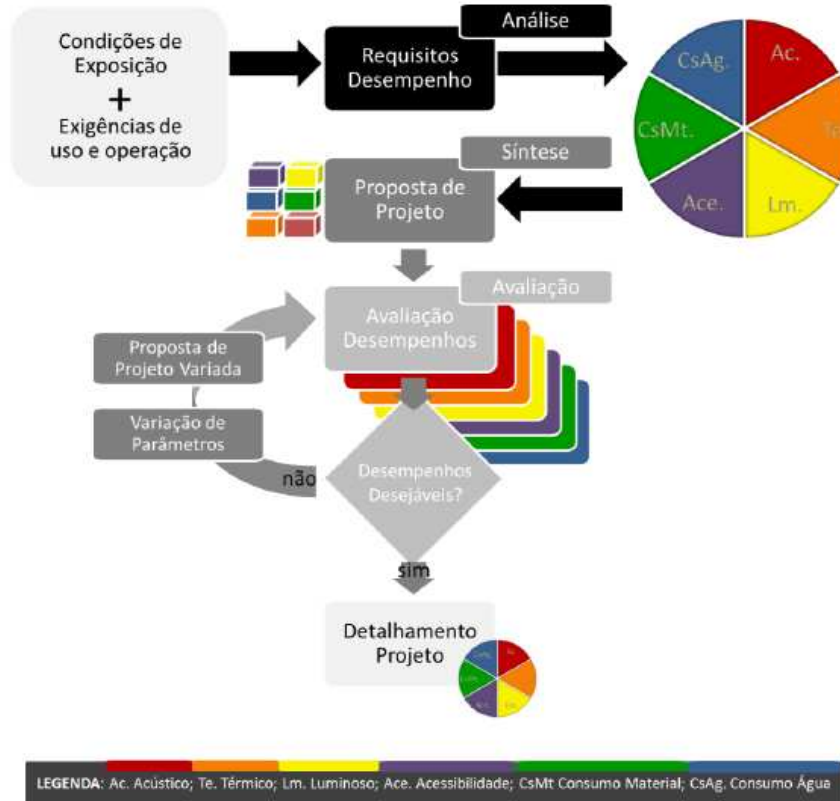 Condições de
Exposição
+
Exigências de
uso e operação
Requisitos
Desempenho
Análise
CsAg.
Ac.
CsMt.
Te.
Ace.
Lm.
Síntese
Proposta de
Projeto
Avaliação
Avaliação
Desempenhos
Proposta de
Projeto Variada
Variação de
Parâmetros
não
Desempenhos
Desejáveis?
sim
Detalhamento
Projeto
LEGENDA: Ac. Acústico; Te. Térmico; Lm. Luminoso; Ace. Acessibilidade; CsMt Consumo Material; CsAg. Consumo Água